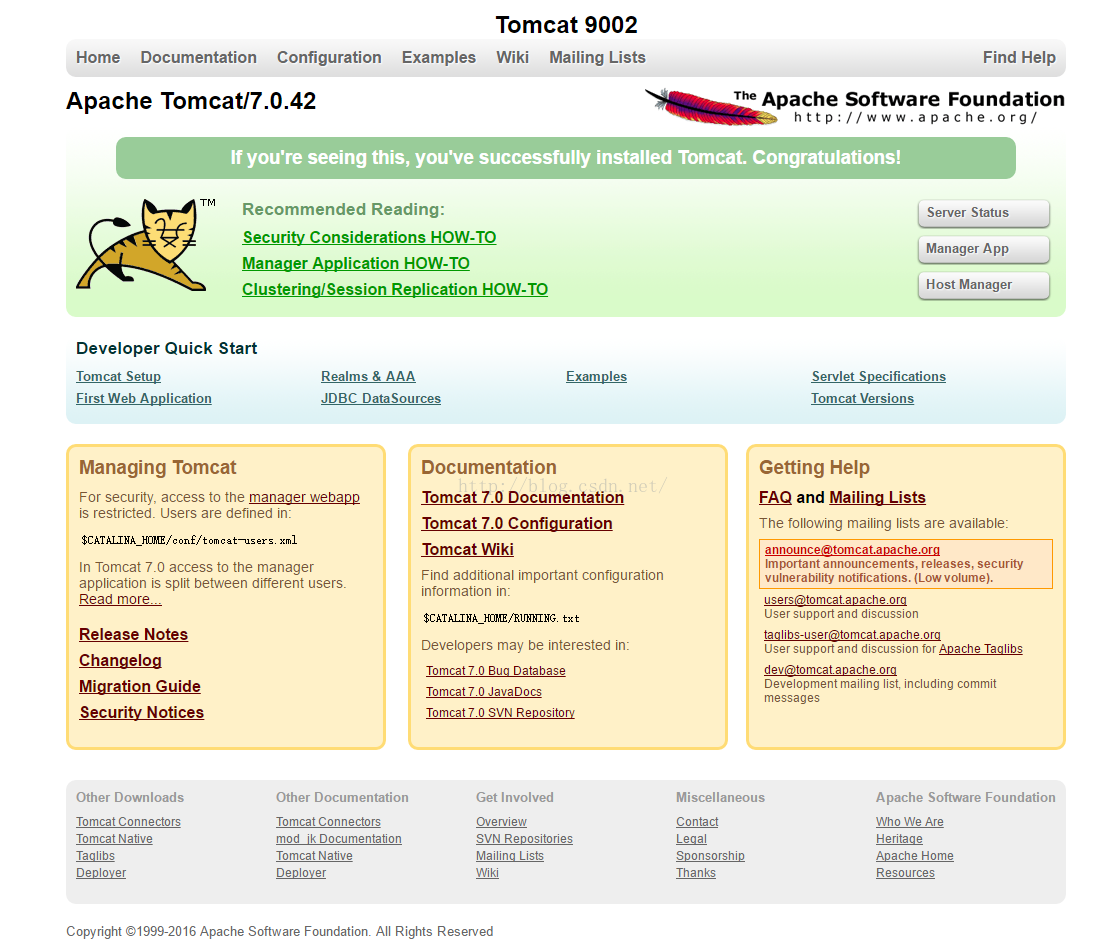 Tomcat 9002
Home Documentation Configuration Examples Wiki Mailing Lists Find Help
Apache Tomcat/7.0.42
The Apache Software Foundation
http://www.apache.org/
If you're seeing this, you've successfully installed Tomcat. Congratulations!
TM
Recommended Reading:
Security Considerations HOW-TO
Manager Application HOW-TO
Clustering/Session Replication HOW-TO
Server Status
Manager App
Host Manager
Developer Quick Start
Tomcat Setup
First Web Application
Realms & AAA
JDBC DataSources
Examples
Servlet Specifications
Tomcat Versions
Managing Tomcat
For security, access to the manager webapp
is restricted. Users are defined in:
$CATALINA_HOME/conf/tomcat-users.xml
In Tomcat 7.0 access to the manager
application is split between different users.
Read more...
Release Notes
Changelog
Migration Guide
Security Notices
Documentation
http://blog.csdn.net/
Tomcat 7.0 Documentation
Tomcat 7.0 Configuration
Tomcat Wiki
Find additional important configuration
information in:
$CATALINA_HOME/RUNNING.txt
Developers may be interested in:
Tomcat 7.0 Bug Database
Tomcat 7.0 JavaDocs
Tomcat 7.0 SVN Repository
Getting Help
FAQ and Mailing Lists
The following mailing lists are available:
announce@tomcat.apache.org
Important announcements, releases, security
vulnerability notifications. (Low volume).
users@tomcat.apache.org
User support and discussion
taglibs-user@tomcat.apache.org
User support and discussion for Apache Taglibs
dev@tomcat.apache.org
Development mailing list, including commit
messages
Other Downloads
Tomcat Connectors
Tomcat Native
Taglibs
Deployer
Other Documentation
Tomcat Connectors
mod_jk Documentation
Tomcat Native
Deployer
Get Involved
Overview
SVN Repositories
Mailing Lists
Wiki
Miscellaneous
Contact
Legal
Sponsorship
Thanks
Apache Software Foundation
Who We Are
Heritage
Apache Home
Resources
Copyright ©1999-2016 Apache Software Foundation. All Rights Reserved